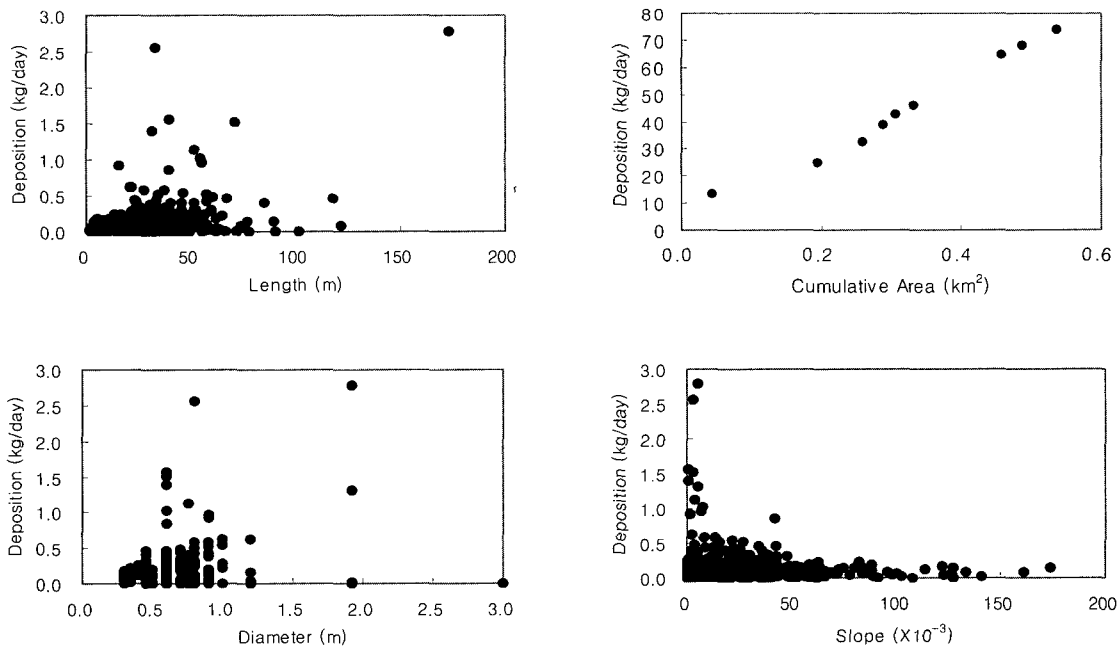 3.0
2.5
2.0
1.5
1.0
0.5
0.0
Deposition (kg/day)
0 50 100 150 200
Length (m)
80
70
60
50
40
30
20
10
0
Deposition (kg/day)
0.0 0.2 0.4 0.6
Cumulative Area (km²)
3.0
2.5
2.0
1.5
1.0
0.5
0.0
Deposition (kg/day)
0.0 0.5 1.0 1.5 2.0 2.5 3.0
Diameter (m)
3.0
2.5
2.0
1.5
1.0
0.5
0.0
Deposition (kg/day)
0 50 100 150 200
Slope (X10⁻³)